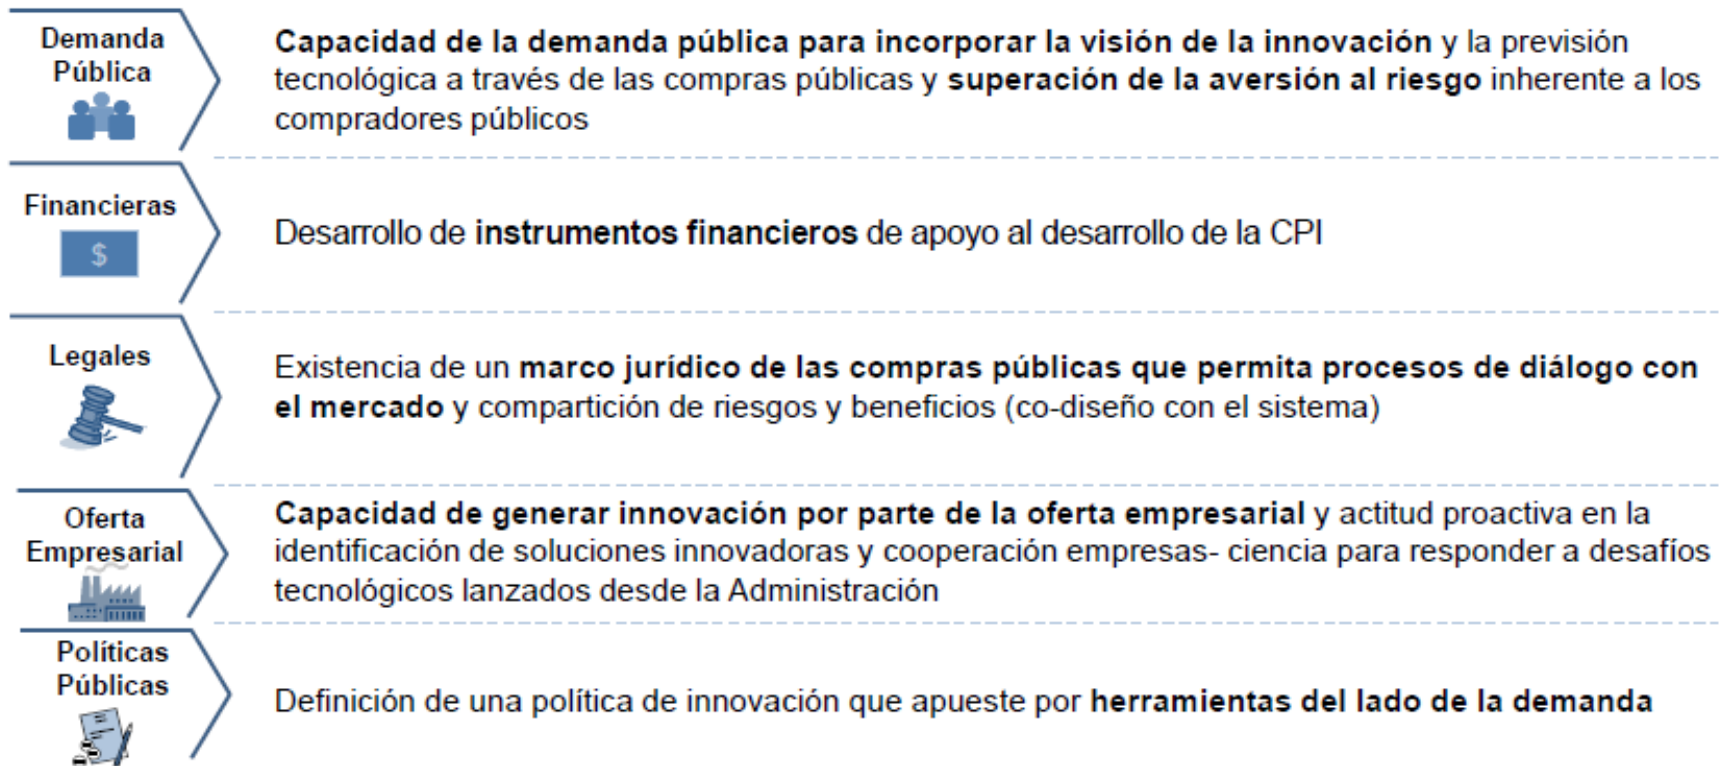 Demanda
Pública
Capacidad de la demanda pública para incorporar la visión de la innovación y la previsión
tecnológica a través de las compras públicas y superación de la aversión al riesgo inherente a los
compradores públicos
Financieras
$
Desarrollo de instrumentos financieros de apoyo al desarrollo de la CPI
Legales
Existencia de un marco jurídico de las compras públicas que permita procesos de diálogo con
el mercado y compartición de riesgos y beneficios (co-diseño con el sistema)
Oferta
Empresarial
Capacidad de generar innovación por parte de la oferta empresarial y actitud proactiva en la
identificación de soluciones innovadoras y cooperación empresas- ciencia para responder a desafíos
tecnológicos lanzados desde la Administración
Políticas
Públicas
Definición de una política de innovación que apueste por herramientas del lado de la demanda